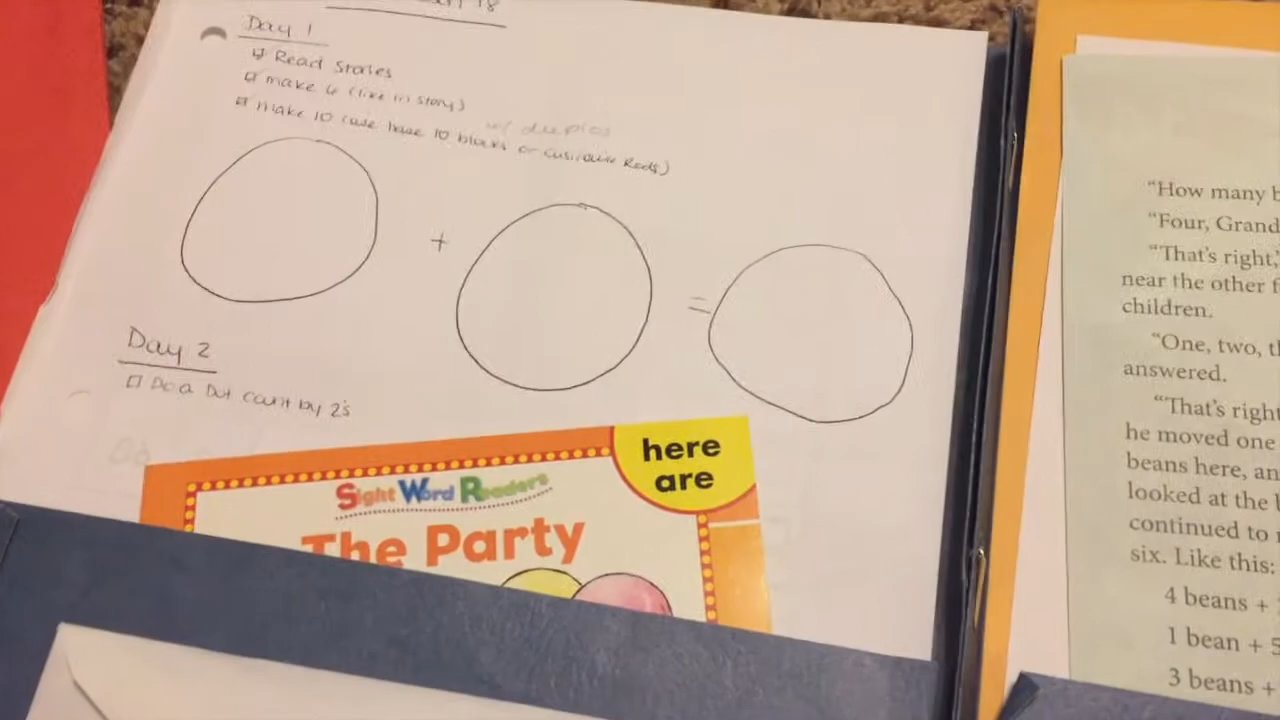 18
Day 1
Read Stories
make 6 (like in story)
make 10 (use base 10 blocks or Rods)
+
=
Day 2
Do a Dot count by 2's
here
are
Sight Word Readers
The Party
"How many b
"Four, Grand
"That's right,
near the other f
children.
"One, two, th
answered.
"That's right
he moved one
beans here, an
looked at the
continued to
six. Like this:
4 beans +
1 bean + 5
3 beans +